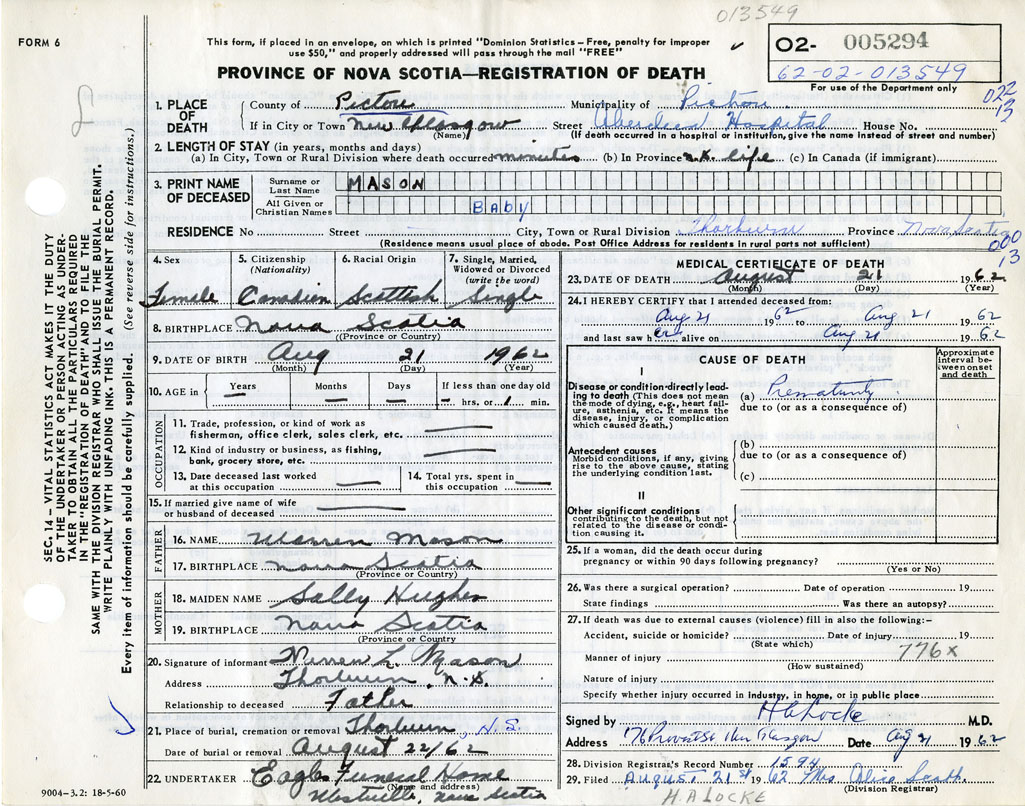 013549
FORM 6
This form, if placed in an envelope, on which is printed "Dominion Statistics – Free, penalty for improper
use $50," and properly addressed will pass through the mail "FREE"
PROVINCE OF NOVA SCOTIA—REGISTRATION OF DEATH
02- 005294
62-02-013549
For use of the Department only
022
13
SEC. 14 – VITAL STATISTICS ACT MAKES IT THE DUTY
OF THE UNDERTAKER OR PERSON ACTING AS UNDER-
TAKER TO OBTAIN ALL THE PARTICULARS REQUIRED
IN THE "REGISTRATION OF DEATH" AND TO FILE THE
SAME WITH THE DIVISION REGISTRAR WHO SHALL ISSUE THE BURIAL PERMIT.
WRITE PLAINLY WITH UNFADING INK. THIS IS A PERMANENT RECORD.
Every item of information should be carefully supplied. (See reverse side for instructions.)
1. PLACE OF DEATH
County of Pictou Municipality of Pictou
If in City or Town New Glasgow Street Aberdeen Hospital House No.
(Name) (If death occurred in a hospital or institution, give the name instead of street and number)
2. LENGTH OF STAY (in years, months and days)
(a) In City, Town or Rural Division where death occurred minutes (b) In Province life (c) In Canada (if immigrant)
3. PRINT NAME OF DECEASED
Surname or Last Name MASON
All Given or Christian Names BABY
RESIDENCE No Street City, Town or Rural Division Thorburn Province Nova Scotia
(Residence means usual place of abode. Post Office Address for residents in rural parts not sufficient)
000
13
4. Sex 5. Citizenship (Nationality) 6. Racial Origin 7. Single, Married, Widowed or Divorced (write the word)
Female Canadian Scottish Single
8. BIRTHPLACE Nova Scotia
(Province or Country)
9. DATE OF BIRTH Aug 21 1962
(Month) (Day) (Year)
10. AGE in Years Months Days If less than one day old
hrs. or 1 min.
OCCUPATION
11. Trade, profession, or kind of work as
fisherman, office clerk, sales clerk, etc.
12. Kind of industry or business, as fishing,
bank, grocery store, etc.
13. Date deceased last worked at this occupation 14. Total yrs. spent in this occupation
15. If married give name of wife
or husband of deceased
FATHER
16. NAME Warren Mason
17. BIRTHPLACE Nova Scotia
(Province or Country)
MOTHER
18. MAIDEN NAME Sally Hughes
19. BIRTHPLACE Nova Scotia
(Province or Country
20. Signature of informant Warren L. Mason
Address Thorburn, N.S.
Relationship to deceased Father
21. Place of burial, cremation or removal Thorburn, N.S.
Date of burial or removal August 22/62
22. UNDERTAKER Eagles Funeral Home
(Name and address)
Westville, Nova Scotia
9004-3.2: 18-5-60
MEDICAL CERTIFICATE OF DEATH
23. DATE OF DEATH August 21 1962
(Month) (Day) (Year)
24. I HEREBY CERTIFY that I attended deceased from:
Aug 21 1962 to Aug 21 1962
and last saw her alive on Aug 21 1962
CAUSE OF DEATH
Approximate interval between onset and death
I
Disease or condition directly lead-
ing to death (This does not mean
the mode of dying, e.g., heart fail-
ure, asthenia, etc. It means the
disease, injury, or complication
which caused death.)
(a) Prematurity
due to (or as a consequence of)
Antecedent causes
Morbid conditions, if any, giving
rise to the above cause, stating
the underlying condition last.
(b)
due to (or as a consequence of)
(c)
II
Other significant conditions
contributing to the death, but not
related to the disease or condi-
tion causing it.
25. If a woman, did the death occur during
pregnancy or within 90 days following pregnancy?
(Yes or No)
26. Was there a surgical operation? Date of operation 19
State findings Was there an autopsy?
27. If death was due to external causes (violence) fill in also the following:-
Accident, suicide or homicide? Date of injury 19
(State which)
776x
Manner of injury
(How sustained)
Nature of injury
Specify whether injury occurred in industry, in home, or in public place
Signed by H A Locke M.D.
Address 176 Provost St New Glasgow Date Aug 21 1962
28. Division Registrar's Record Number 1594
29. Filed August 21st 1962 Mrs. Alice Scott
(Division Registrar)
H.A LOCKE